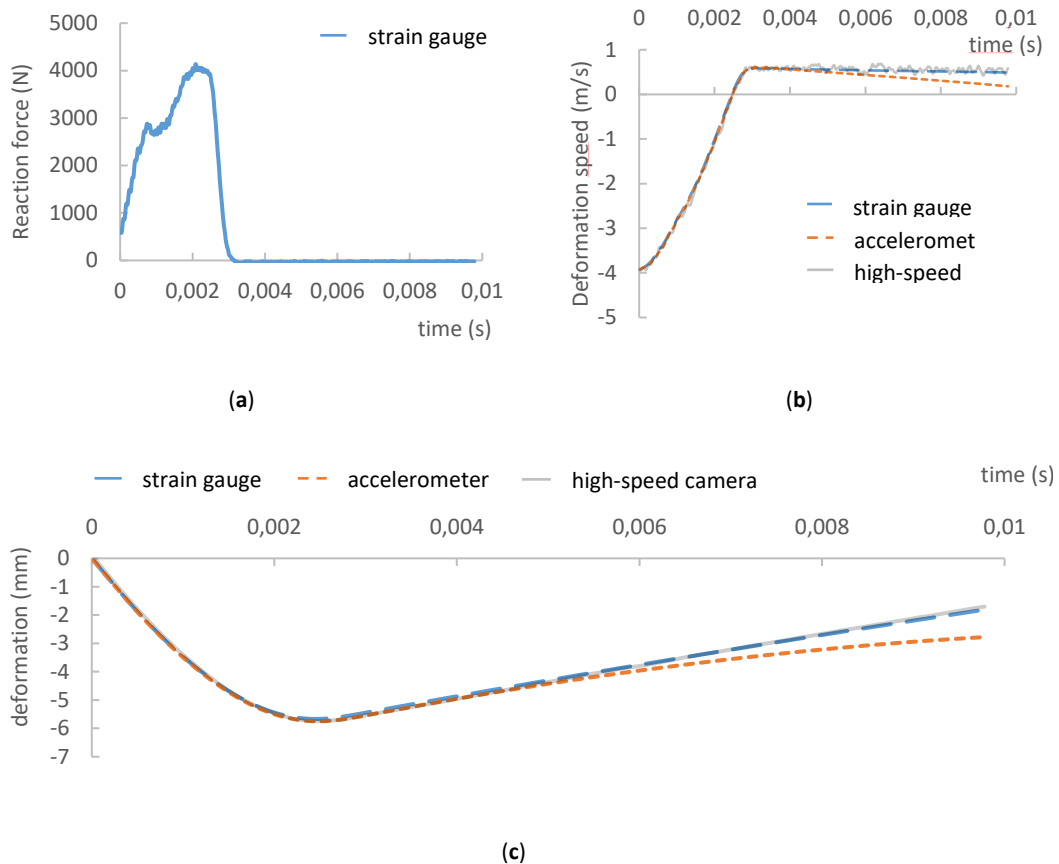 5000
4000
3000
2000
1000
0
Reaction force (N)
strain gauge
0 0,002 0,004 0,006 0,008 0,01
time (s)
(a)
0 0,002 0,004 0,006 0,008 0,01
time (s)
1
0
-1
-2
-3
-4
-5
Deformation speed (m/s)
strain gauge
acceleromet
high-speed
(b)
strain gauge accelerometer high-speed camera
time (s)
0 0,002 0,004 0,006 0,008 0,01
0
-1
-2
-3
-4
-5
-6
-7
deformation (mm)
(c)